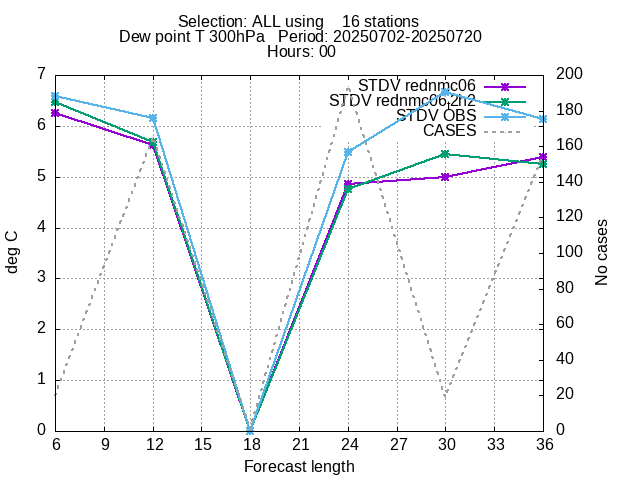 Selection: ALL using    16 stations
Dew point T 300hPa   Period: 20250702-20250720
Hours: 00
STDV rednmc06
STDV rednmc06,2h2
STDV OBS
CASES
deg C
No cases
7
6
5
4
3
2
1
0
200
180
160
140
120
100
80
60
40
20
0
6 9 12 15 18 21 24 27 30 33 36
Forecast length